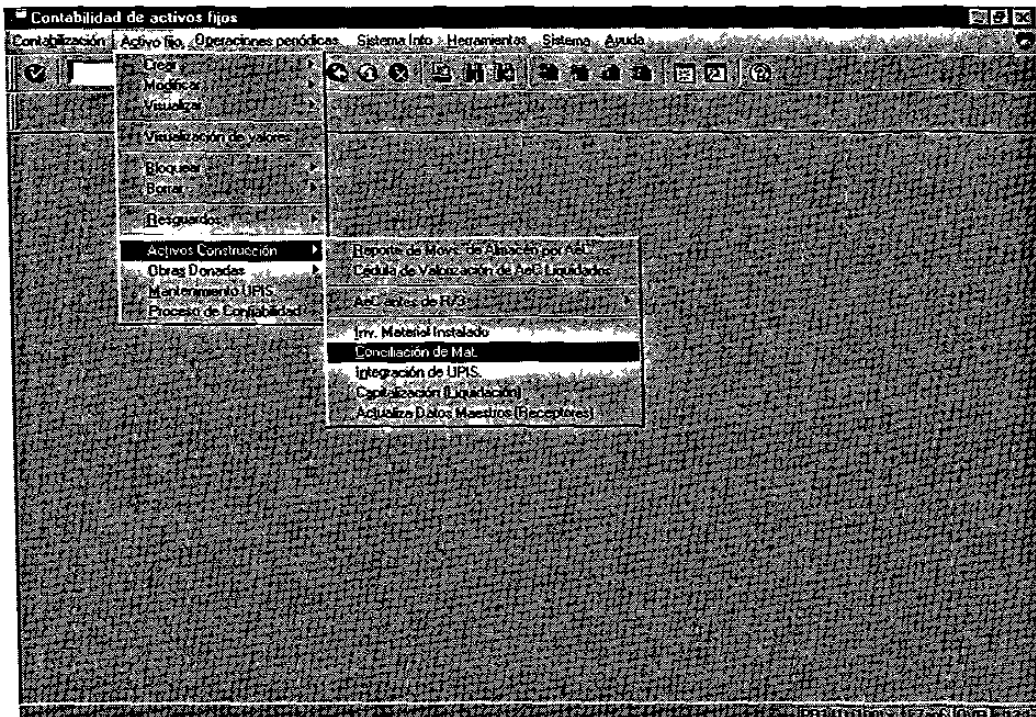 Contabilidad de activos fijos
Contabilización Activo fijo Operaciones periódicas Sistema Info Herramientas Sistema Ayuda
Crear
Modificar
Visualizar
Visualización de valores
Bloquear
Borrar
Resguardos
Activos Construcción
Obras Donadas
Mantenimiento UPIS
Proceso de Contabilidad
Reporte de Movs. de Almacén por AeC
Cédula de Valorización de AeC Liquidados
AeC antes de R/3
Inv. Material Instalado
Conciliación de Mat.
Integración de UPIS.
Capitalización (Liquidación)
Actualiza Datos Maestros (Receptores)